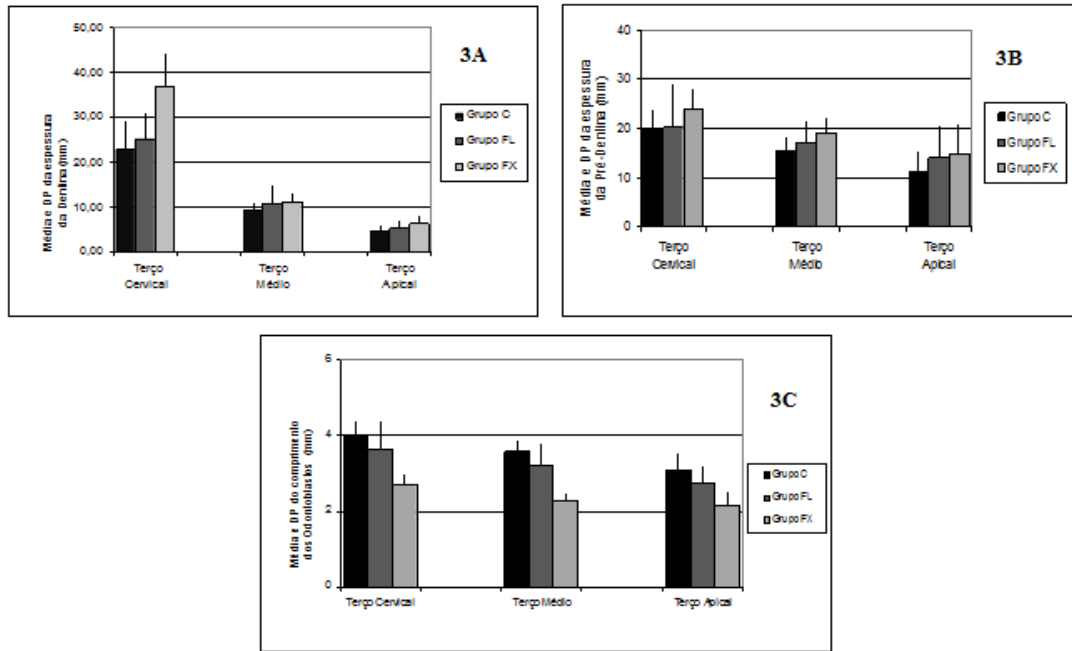 50,00
40,00
30,00
20,00
10,00
0,00
Média e DP da espessura
da Dentina (mm)
3A
Grupo C
Grupo FL
Grupo FX
Terço
Cervical
Terço
Médio
Terço
Apical
40
30
20
10
0
Média e DP da espessura
da Pré-Dentina (mm)
3B
Grupo C
Grupo FL
Grupo FX
Terço
Cervical
Terço
Médio
Terço
Apical
6
4
2
0
Média e DP do comprimento
dos Odontoblastos (mm)
3C
Grupo C
Grupo FL
Grupo FX
Terço Cervical
Terço Médio
Terço Apical